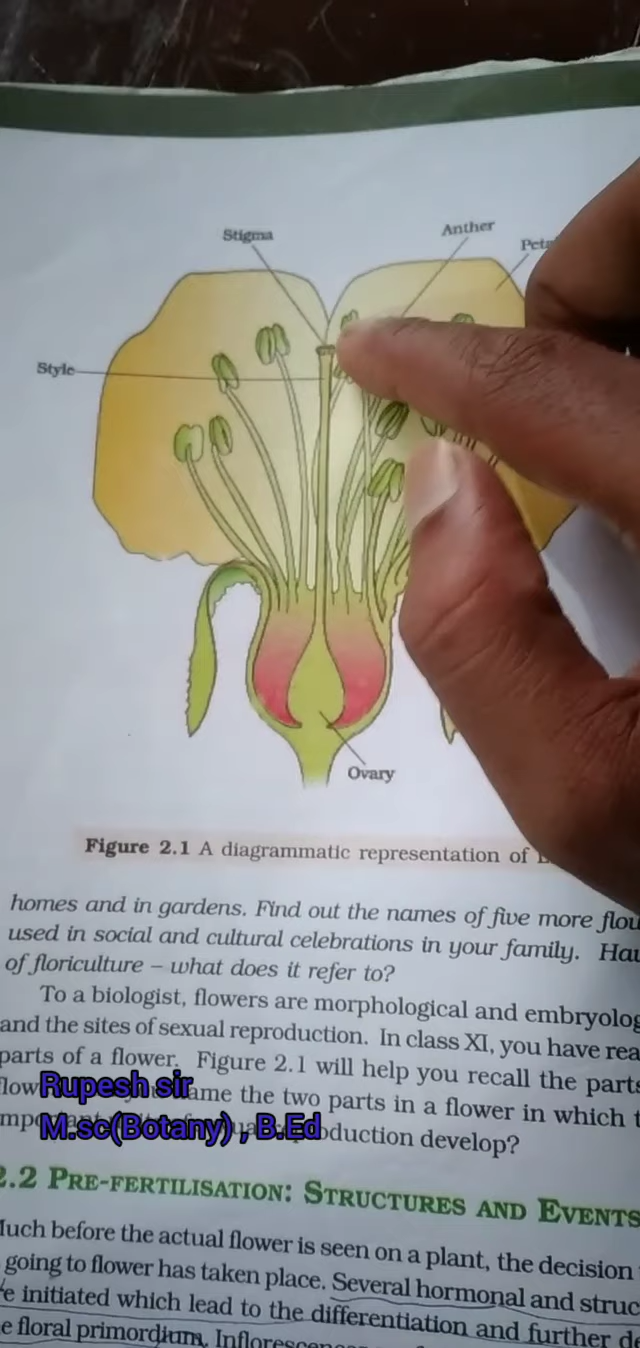 Stigma
Anther
Style
Ovary
Figure 2.1 A diagrammatic representation of
homes and in gardens. Find out the names of five more
used in social and cultural celebrations in your family.
of floriculture – what does it refer to?
To a biologist, flowers are morphological and
and the sites of sexual reproduction. In class XI, you have
parts of a flower. Figure 2.1 will help you recall the parts
Rupesh sir
the two parts in a flower in which
M.sc(Botany) , B.Ed
develop?
2.2 PRE-FERTILISATION: STRUCTURES AND EVENTS
Much before the actual flower is seen on a plant, the decision
going to flower has taken place. Several hormonal and
initiated which lead to the differentiation and further
floral primordium.